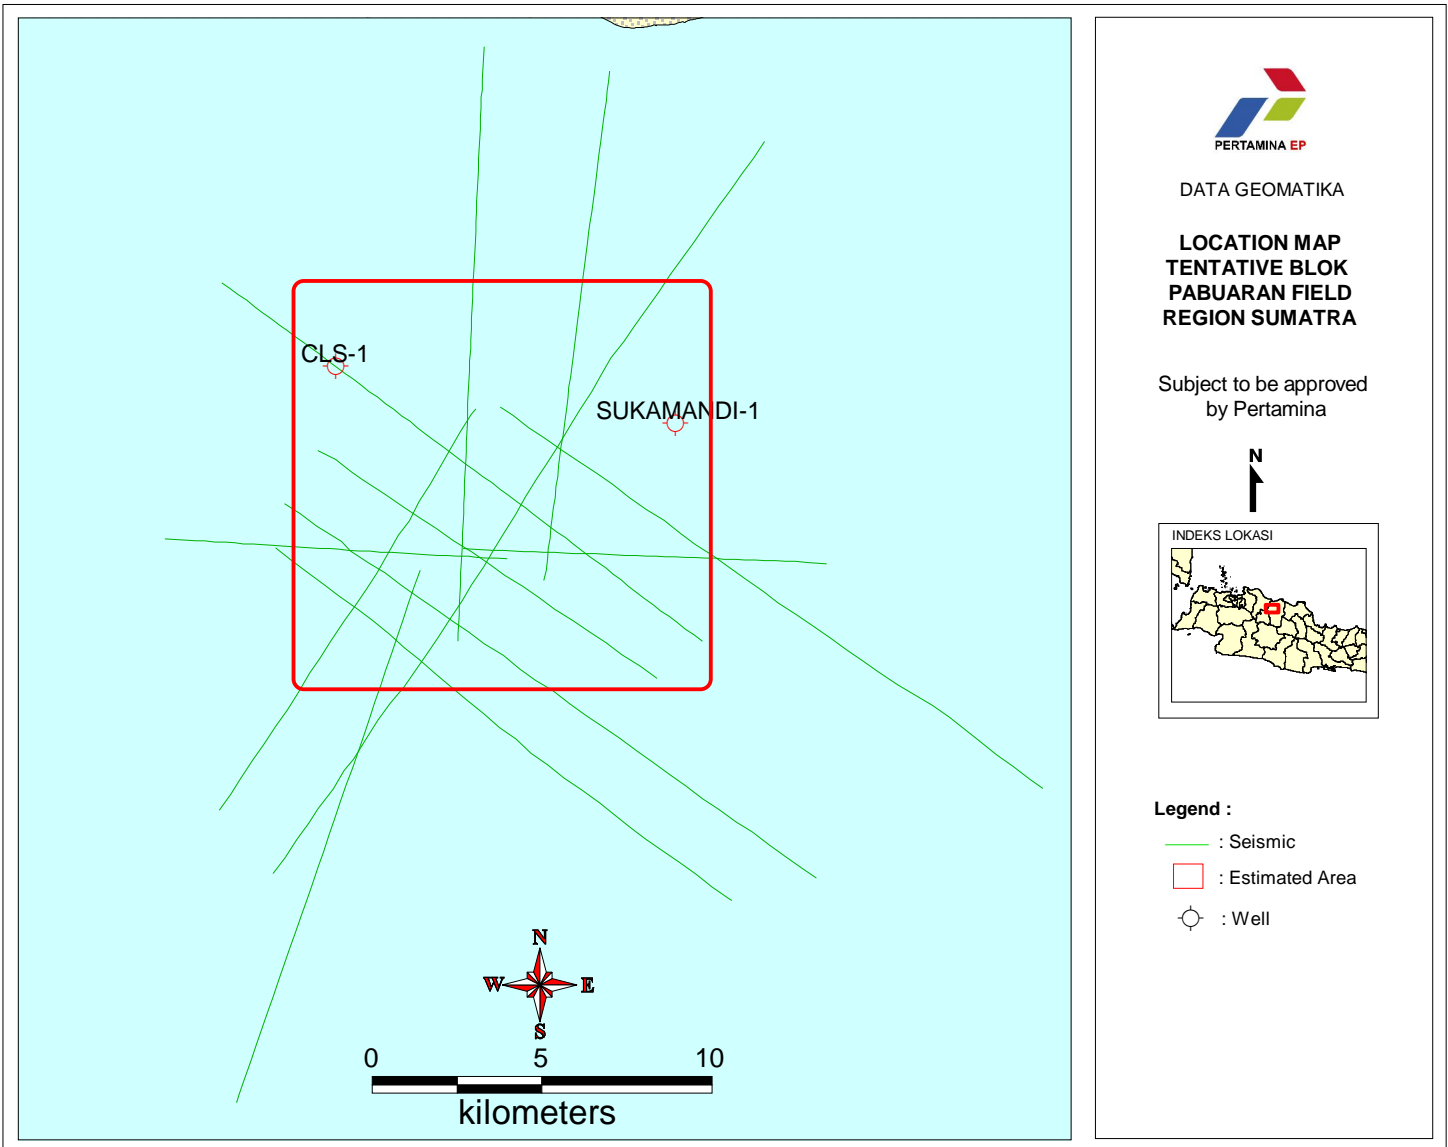 CLS-1
SUKAMANDI-1
N
W E
S
0 5 10
kilometers
PERTAMINA EP
DATA GEOMATIKA
LOCATION MAP
TENTATIVE BLOK
PABUARAN FIELD
REGION SUMATRA
Subject to be approved
by Pertamina
N
INDEKS LOKASI
Legend :
: Seismic
: Estimated Area
: Well